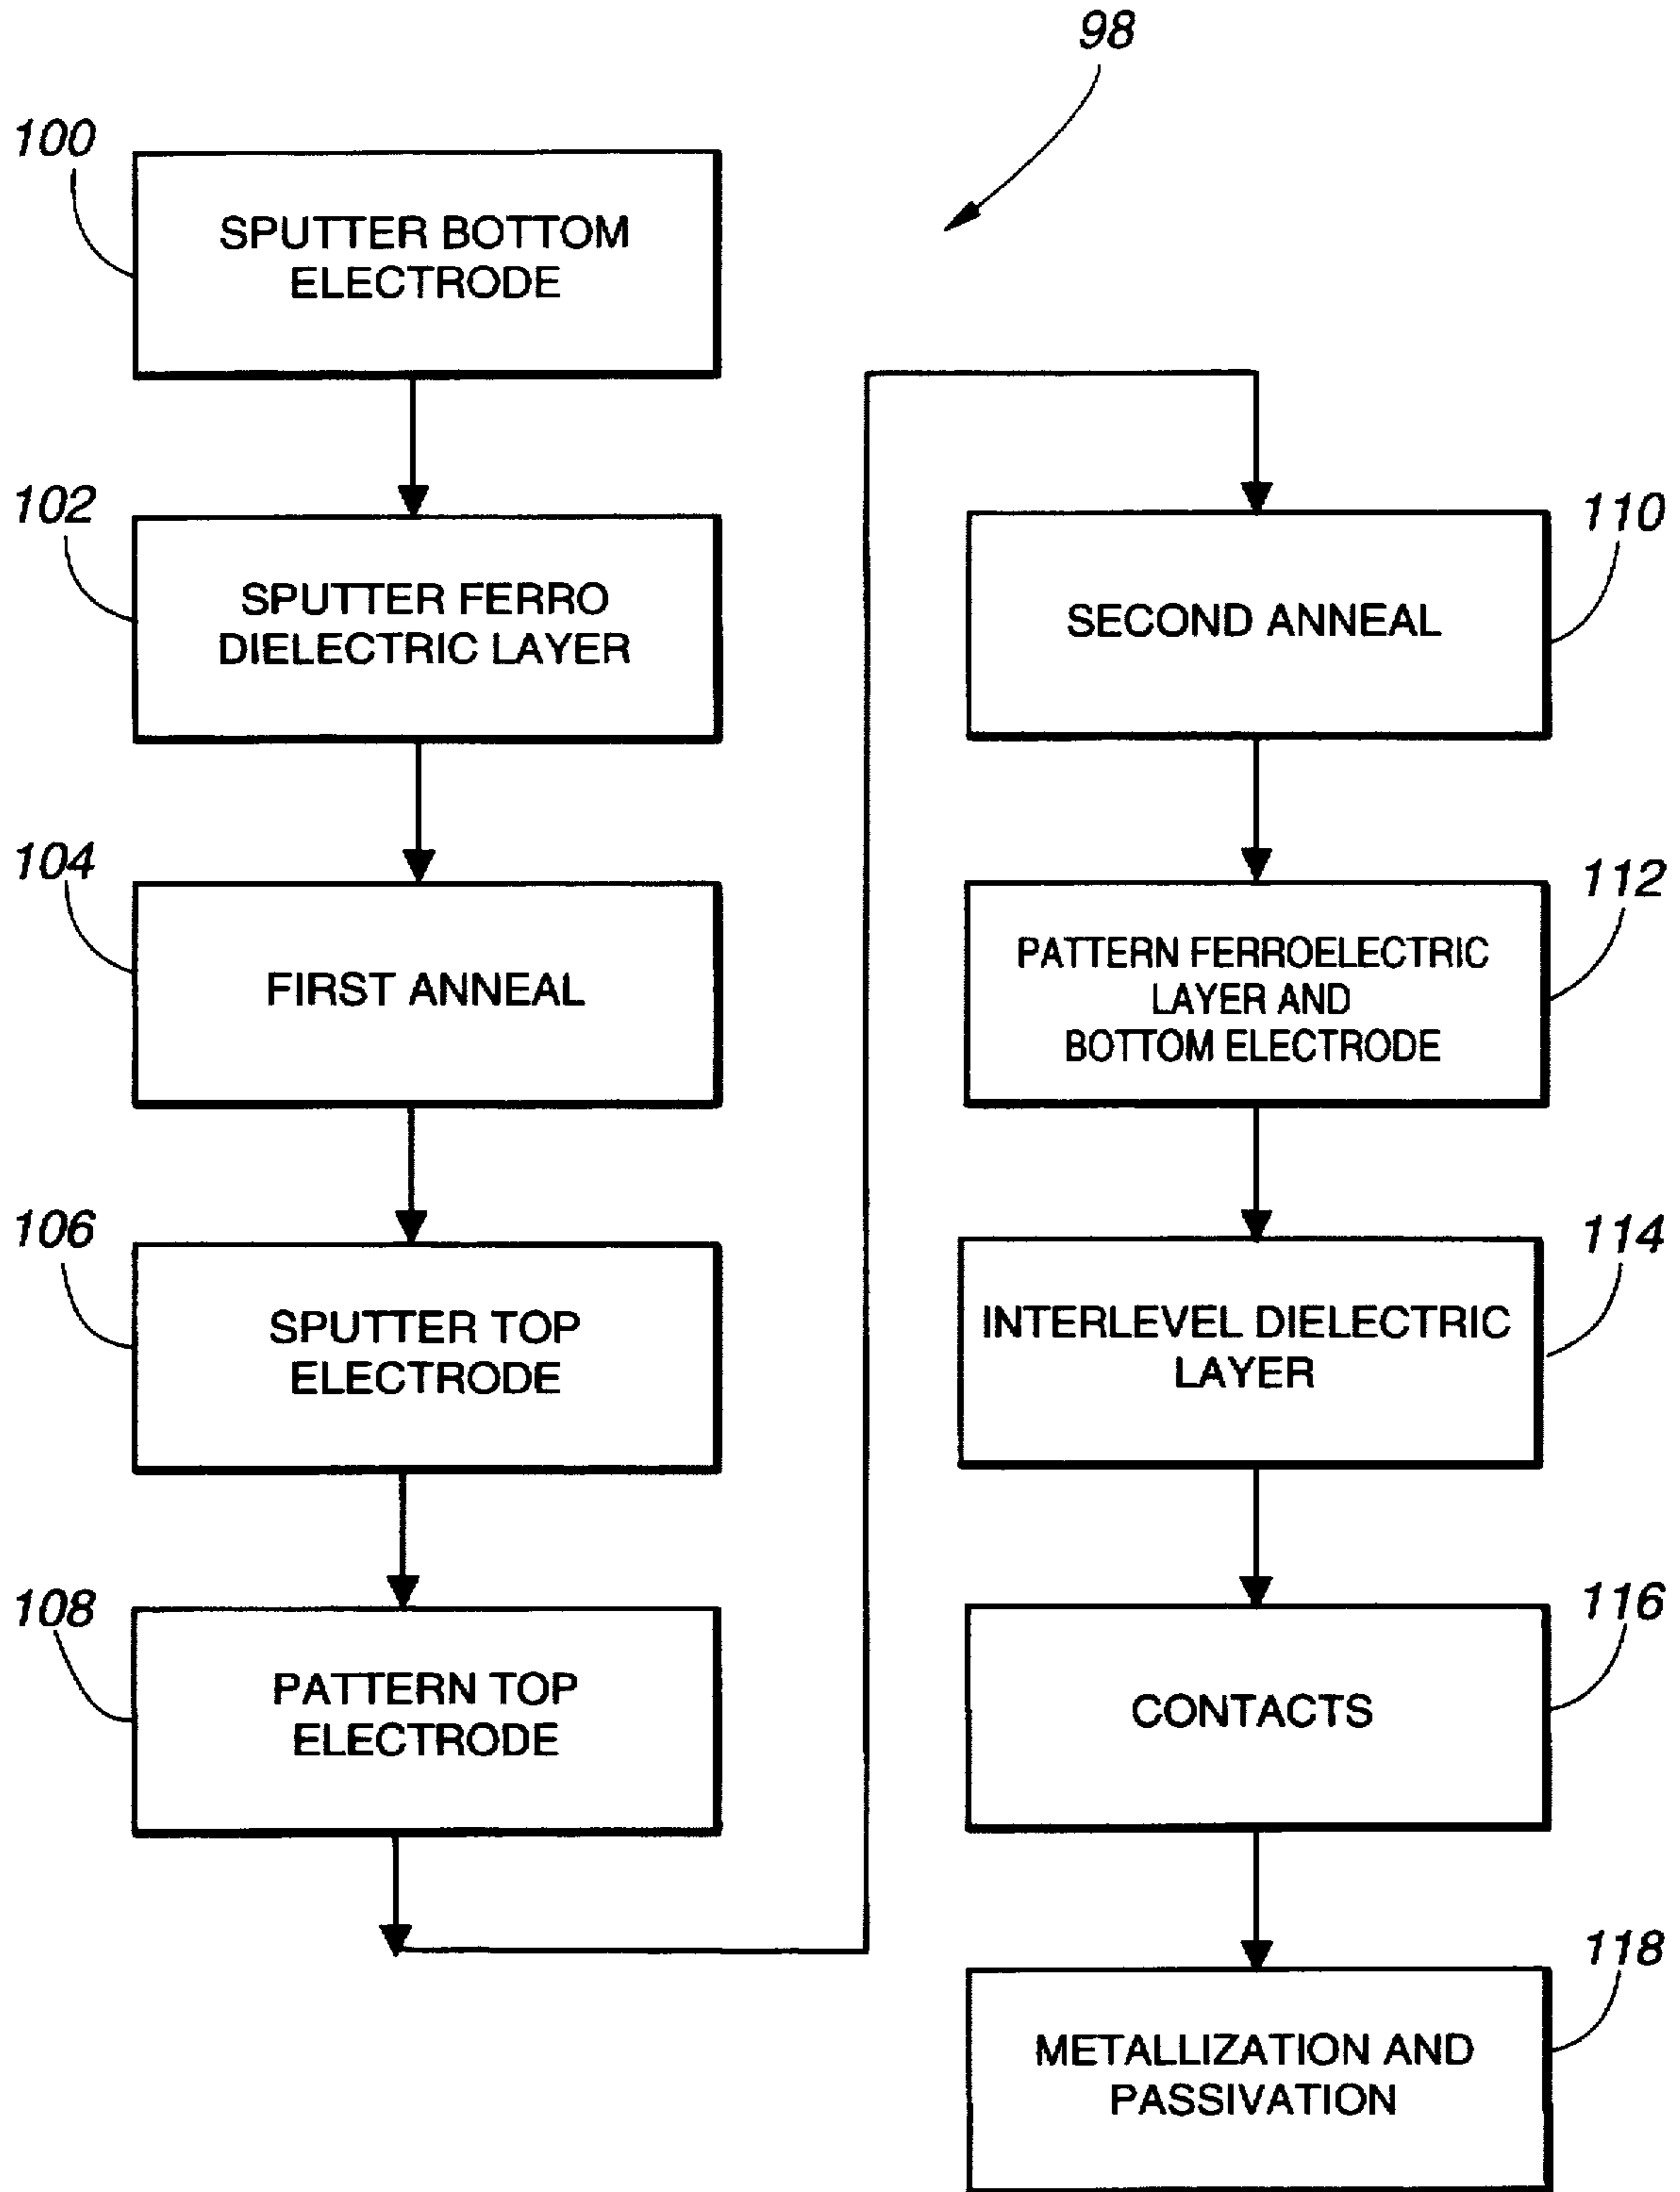 98
100
SPUTTER BOTTOM
ELECTRODE
102
SPUTTER FERRO
DIELECTRIC LAYER
104
FIRST ANNEAL
106
SPUTTER TOP
ELECTRODE
108
PATTERN TOP
ELECTRODE
110
SECOND ANNEAL
112
PATTERN FERROELECTRIC
LAYER AND
BOTTOM ELECTRODE
114
INTERLEVEL DIELECTRIC
LAYER
116
CONTACTS
118
METALLIZATION AND
PASSIVATION